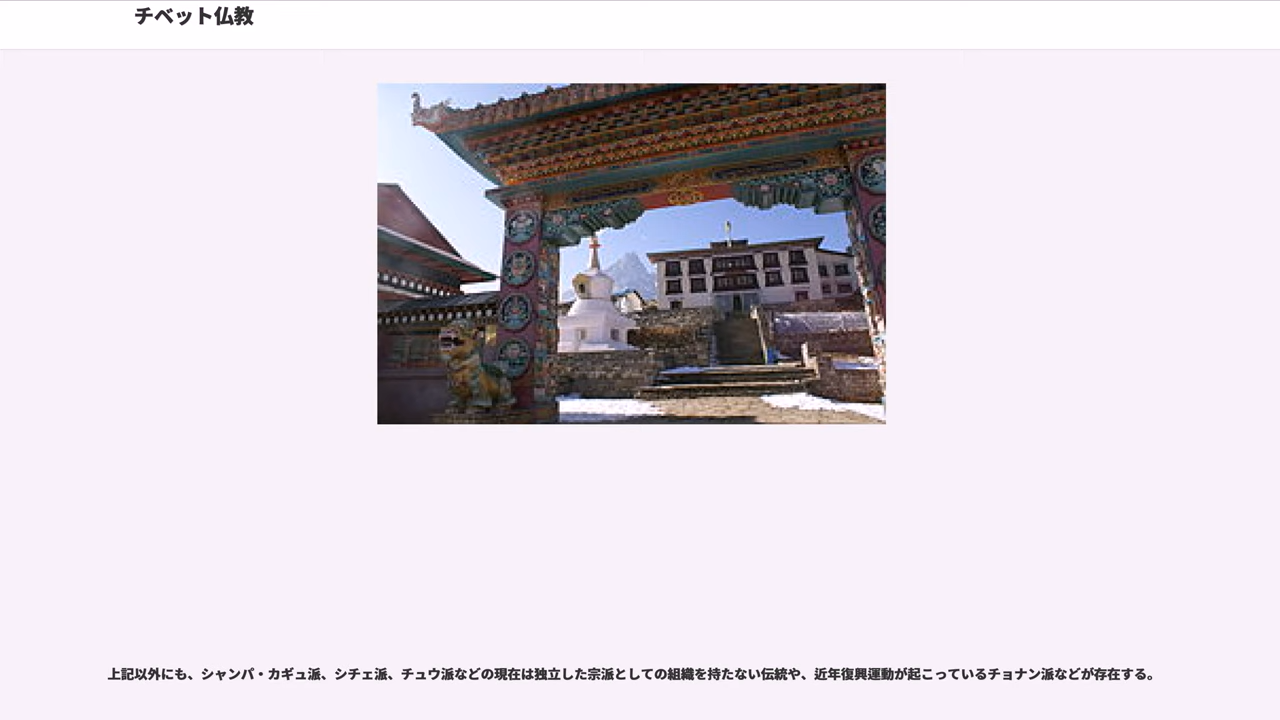 チベット仏教
上記以外にも、シャンパ・カギュ派、シチェ派、チュウ派などの現在は独立した宗派としての組織を持たない伝統や、近年復興運動が起こっているチョナン派などが存在する。